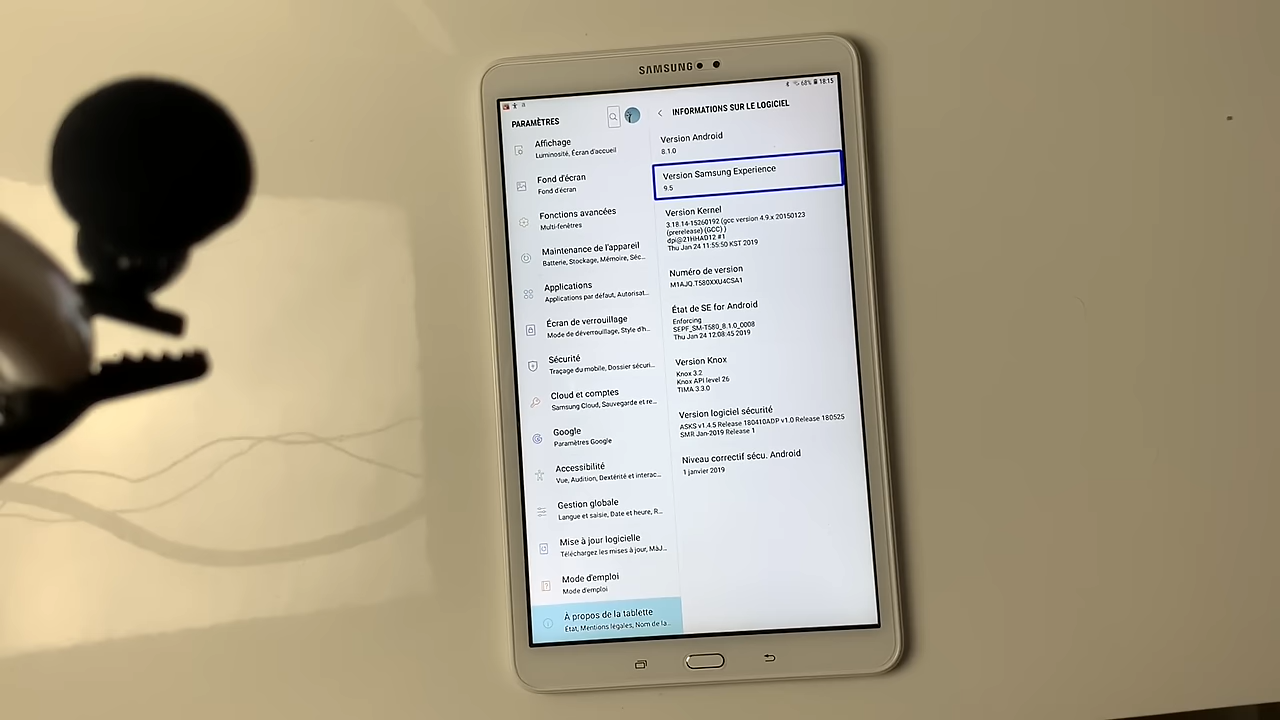 SAMSUNG
68% 18:15
PARAMÈTRES
Affichage
Luminosité, Écran d'accueil
Fond d'écran
Fond d'écran
Fonctions avancées
Multi-fenêtres
Maintenance de l'appareil
Batterie, Stockage, Mémoire, Séc...
Applications
Applications par défaut, Autorisat...
Écran de verrouillage
Mode de déverrouillage, Style d'h...
Sécurité
Traçage du mobile, Dossier sécuri...
Cloud et comptes
Samsung Cloud, Sauvegarde et re...
Google
Paramètres Google
Accessibilité
Vue, Audition, Dextérité et interac...
Gestion globale
Langue et saisie, Date et heure, R...
Mise à jour logicielle
Téléchargez les mises à jour, MàJ...
Mode d'emploi
Mode d'emploi
À propos de la tablette
État, Mentions légales, Nom de la...
INFORMATIONS SUR LE LOGICIEL
Version Android
8.1.0
Version Samsung Experience
9.5
Version Kernel
3.18.14-15260192 (gcc version 4.9.x 20150123
(prerelease) (GCC) )
dpi@21HHAD12 #1
Thu Jan 24 11:55:50 KST 2019
Numéro de version
M1AJQ.T580XXU4CSA1
État de SE for Android
Enforcing
SEPF_SM-T580_8.1.0_0008
Thu Jan 24 12:08:45 2019
Version Knox
Knox 3.2
Knox API level 26
TIMA 3.3.0
Version logiciel sécurité
ASKS v1.4.5 Release 180410ADP v1.0 Release 180525
SMR Jan-2019 Release 1
Niveau correctif sécu. Android
1 janvier 2019